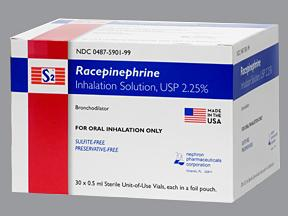 NDC 0487-5901-99
S2
Racepinephrine
Inhalation Solution, USP 2.25%
Bronchodilator
MADE IN THE
USA
FOR ORAL INHALATION ONLY
SULFITE-FREE
PRESERVATIVE-FREE
nephron
pharmaceuticals
corporation
30 x 0.5 ml Sterile Unit-of-Use Vials, each in a foil pouch.